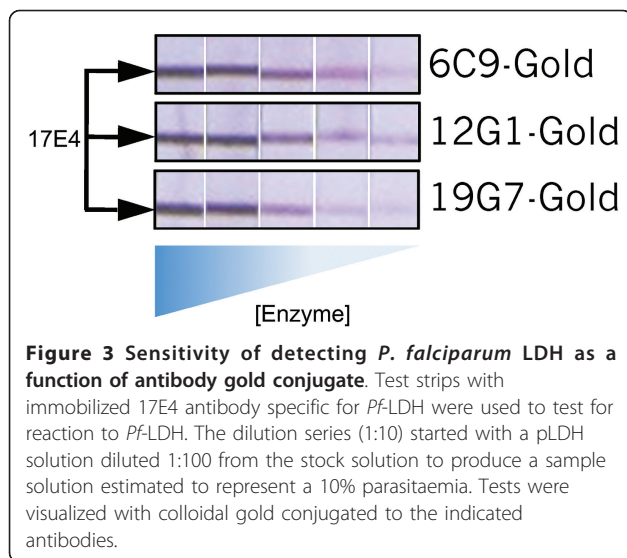 6C9-Gold
17E4
12G1-Gold
19G7-Gold
[Enzyme]
Figure 3 Sensitivity of detecting P. falciparum LDH as a
function of antibody gold conjugate. Test strips with
immobilized 17E4 antibody specific for Pf-LDH were used to test for
reaction to Pf-LDH. The dilution series (1:10) started with a pLDH
solution diluted 1:100 from the stock solution to produce a sample
solution estimated to represent a 10% parasitaemia. Tests were
visualized with colloidal gold conjugated to the indicated
antibodies.